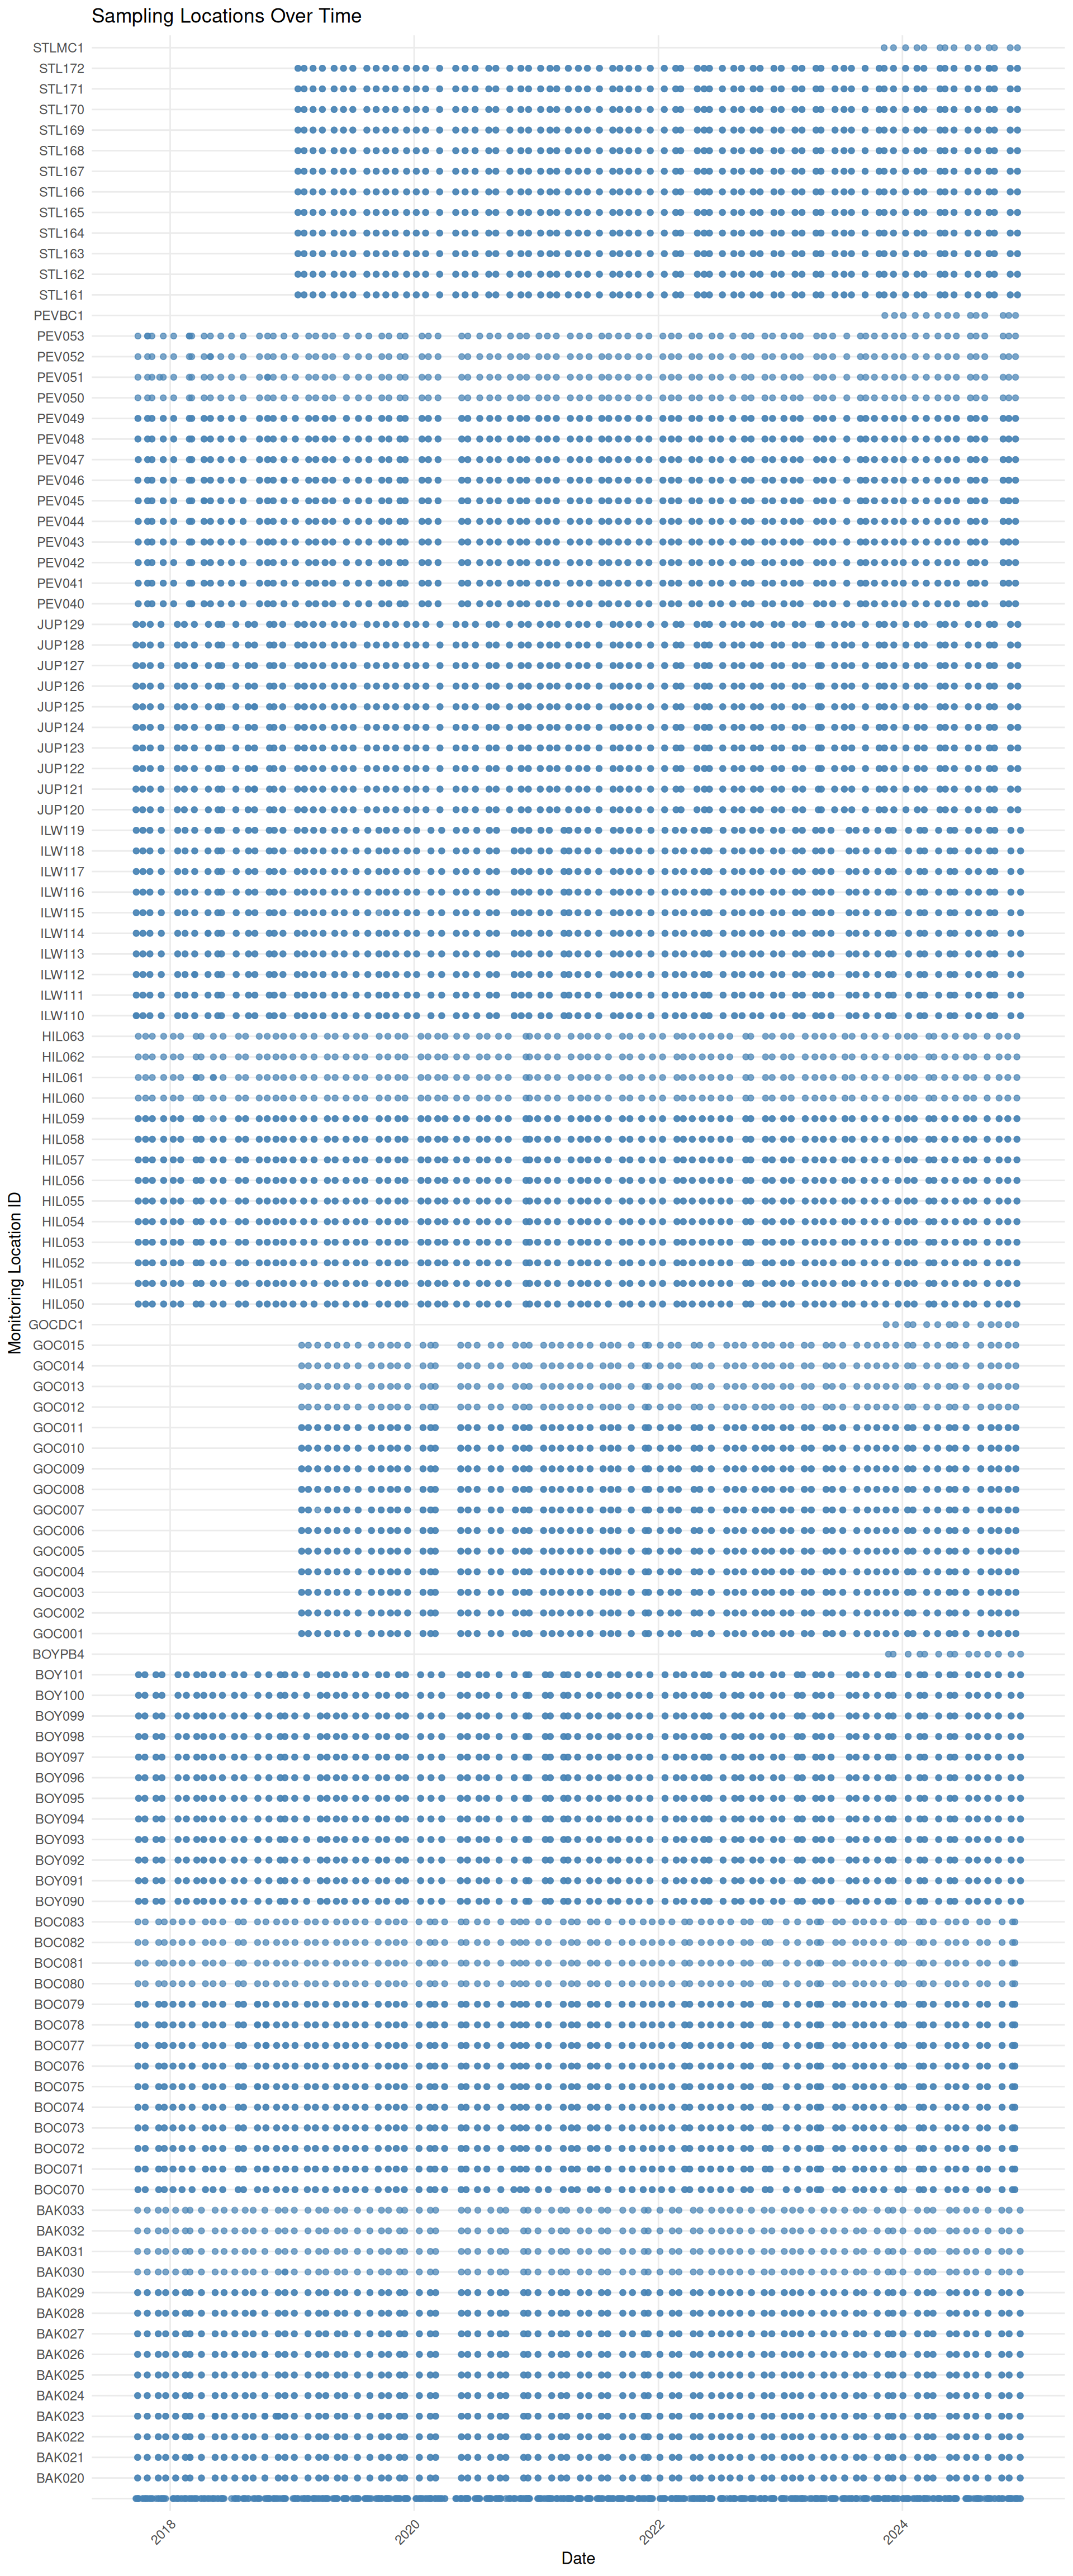 Sampling Locations Over Time
STLMC1
STL172
STL171
STL170
STL169
STL168
STL167
STL166
STL165
STL164
STL163
STL162
STL161
PEVBC1
PEV053
PEV052
PEV051
PEV050
PEV049
PEV048
PEV047
PEV046
PEV045
PEV044
PEV043
PEV042
PEV041
PEV040
JUP129
JUP128
JUP127
JUP126
JUP125
JUP124
JUP123
JUP122
JUP121
JUP120
ILW119
ILW118
ILW117
ILW116
ILW115
ILW114
ILW113
ILW112
ILW111
ILW110
HIL063
HIL062
HIL061
HIL060
HIL059
HIL058
HIL057
HIL056
HIL055
HIL054
HIL053
HIL052
HIL051
HIL050
GOCDC1
GOC015
GOC014
GOC013
GOC012
GOC011
GOC010
GOC009
GOC008
GOC007
GOC006
GOC005
GOC004
GOC003
GOC002
GOC001
BOYPB4
BOY101
BOY100
BOY099
BOY098
BOY097
BOY096
BOY095
BOY094
BOY093
BOY092
BOY091
BOY090
BOC083
BOC082
BOC081
BOC080
BOC079
BOC078
BOC077
BOC076
BOC075
BOC074
BOC073
BOC072
BOC071
BOC070
BAK033
BAK032
BAK031
BAK030
BAK029
BAK028
BAK027
BAK026
BAK025
BAK024
BAK023
BAK022
BAK021
BAK020
Monitoring Location ID
2018 2020 2022 2024
Date